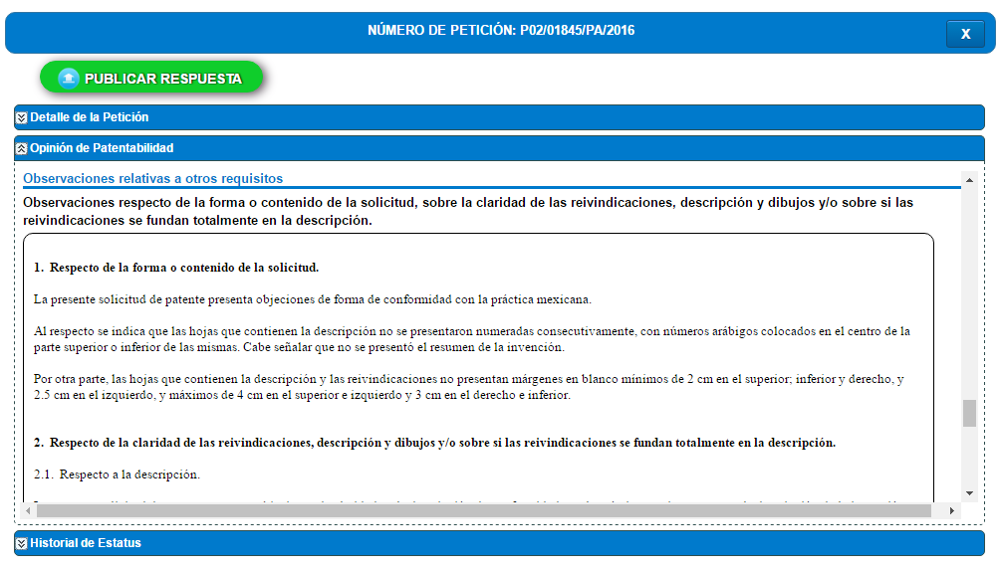 NÚMERO DE PETICIÓN: P02/01845/PA/2016
X
PUBLICAR RESPUESTA
Detalle de la Petición
Opinión de Patentabilidad
Observaciones relativas a otros requisitos
Observaciones respecto de la forma o contenido de la solicitud, sobre la claridad de las reivindicaciones, descripción y dibujos y/o sobre si las
reivindicaciones se fundan totalmente en la descripción.
1. Respecto de la forma o contenido de la solicitud.
La presente solicitud de patente presenta objeciones de forma de conformidad con la práctica mexicana.
Al respecto se indica que las hojas que contienen la descripción no se presentaron numeradas consecutivamente, con números arábigos colocados en el centro de la
parte superior o inferior de las mismas. Cabe señalar que no se presentó el resumen de la invención.
Por otra parte, las hojas que contienen la descripción y las reivindicaciones no presentan márgenes en blanco mínimos de 2 cm en el superior; inferior y derecho, y
2.5 cm en el izquierdo, y máximos de 4 cm en el superior e izquierdo y 3 cm en el derecho e inferior.
2. Respecto de la claridad de las reivindicaciones, descripción y dibujos y/o sobre si las reivindicaciones se fundan totalmente en la descripción.
2.1. Respecto a la descripción.
Historial de Estatus